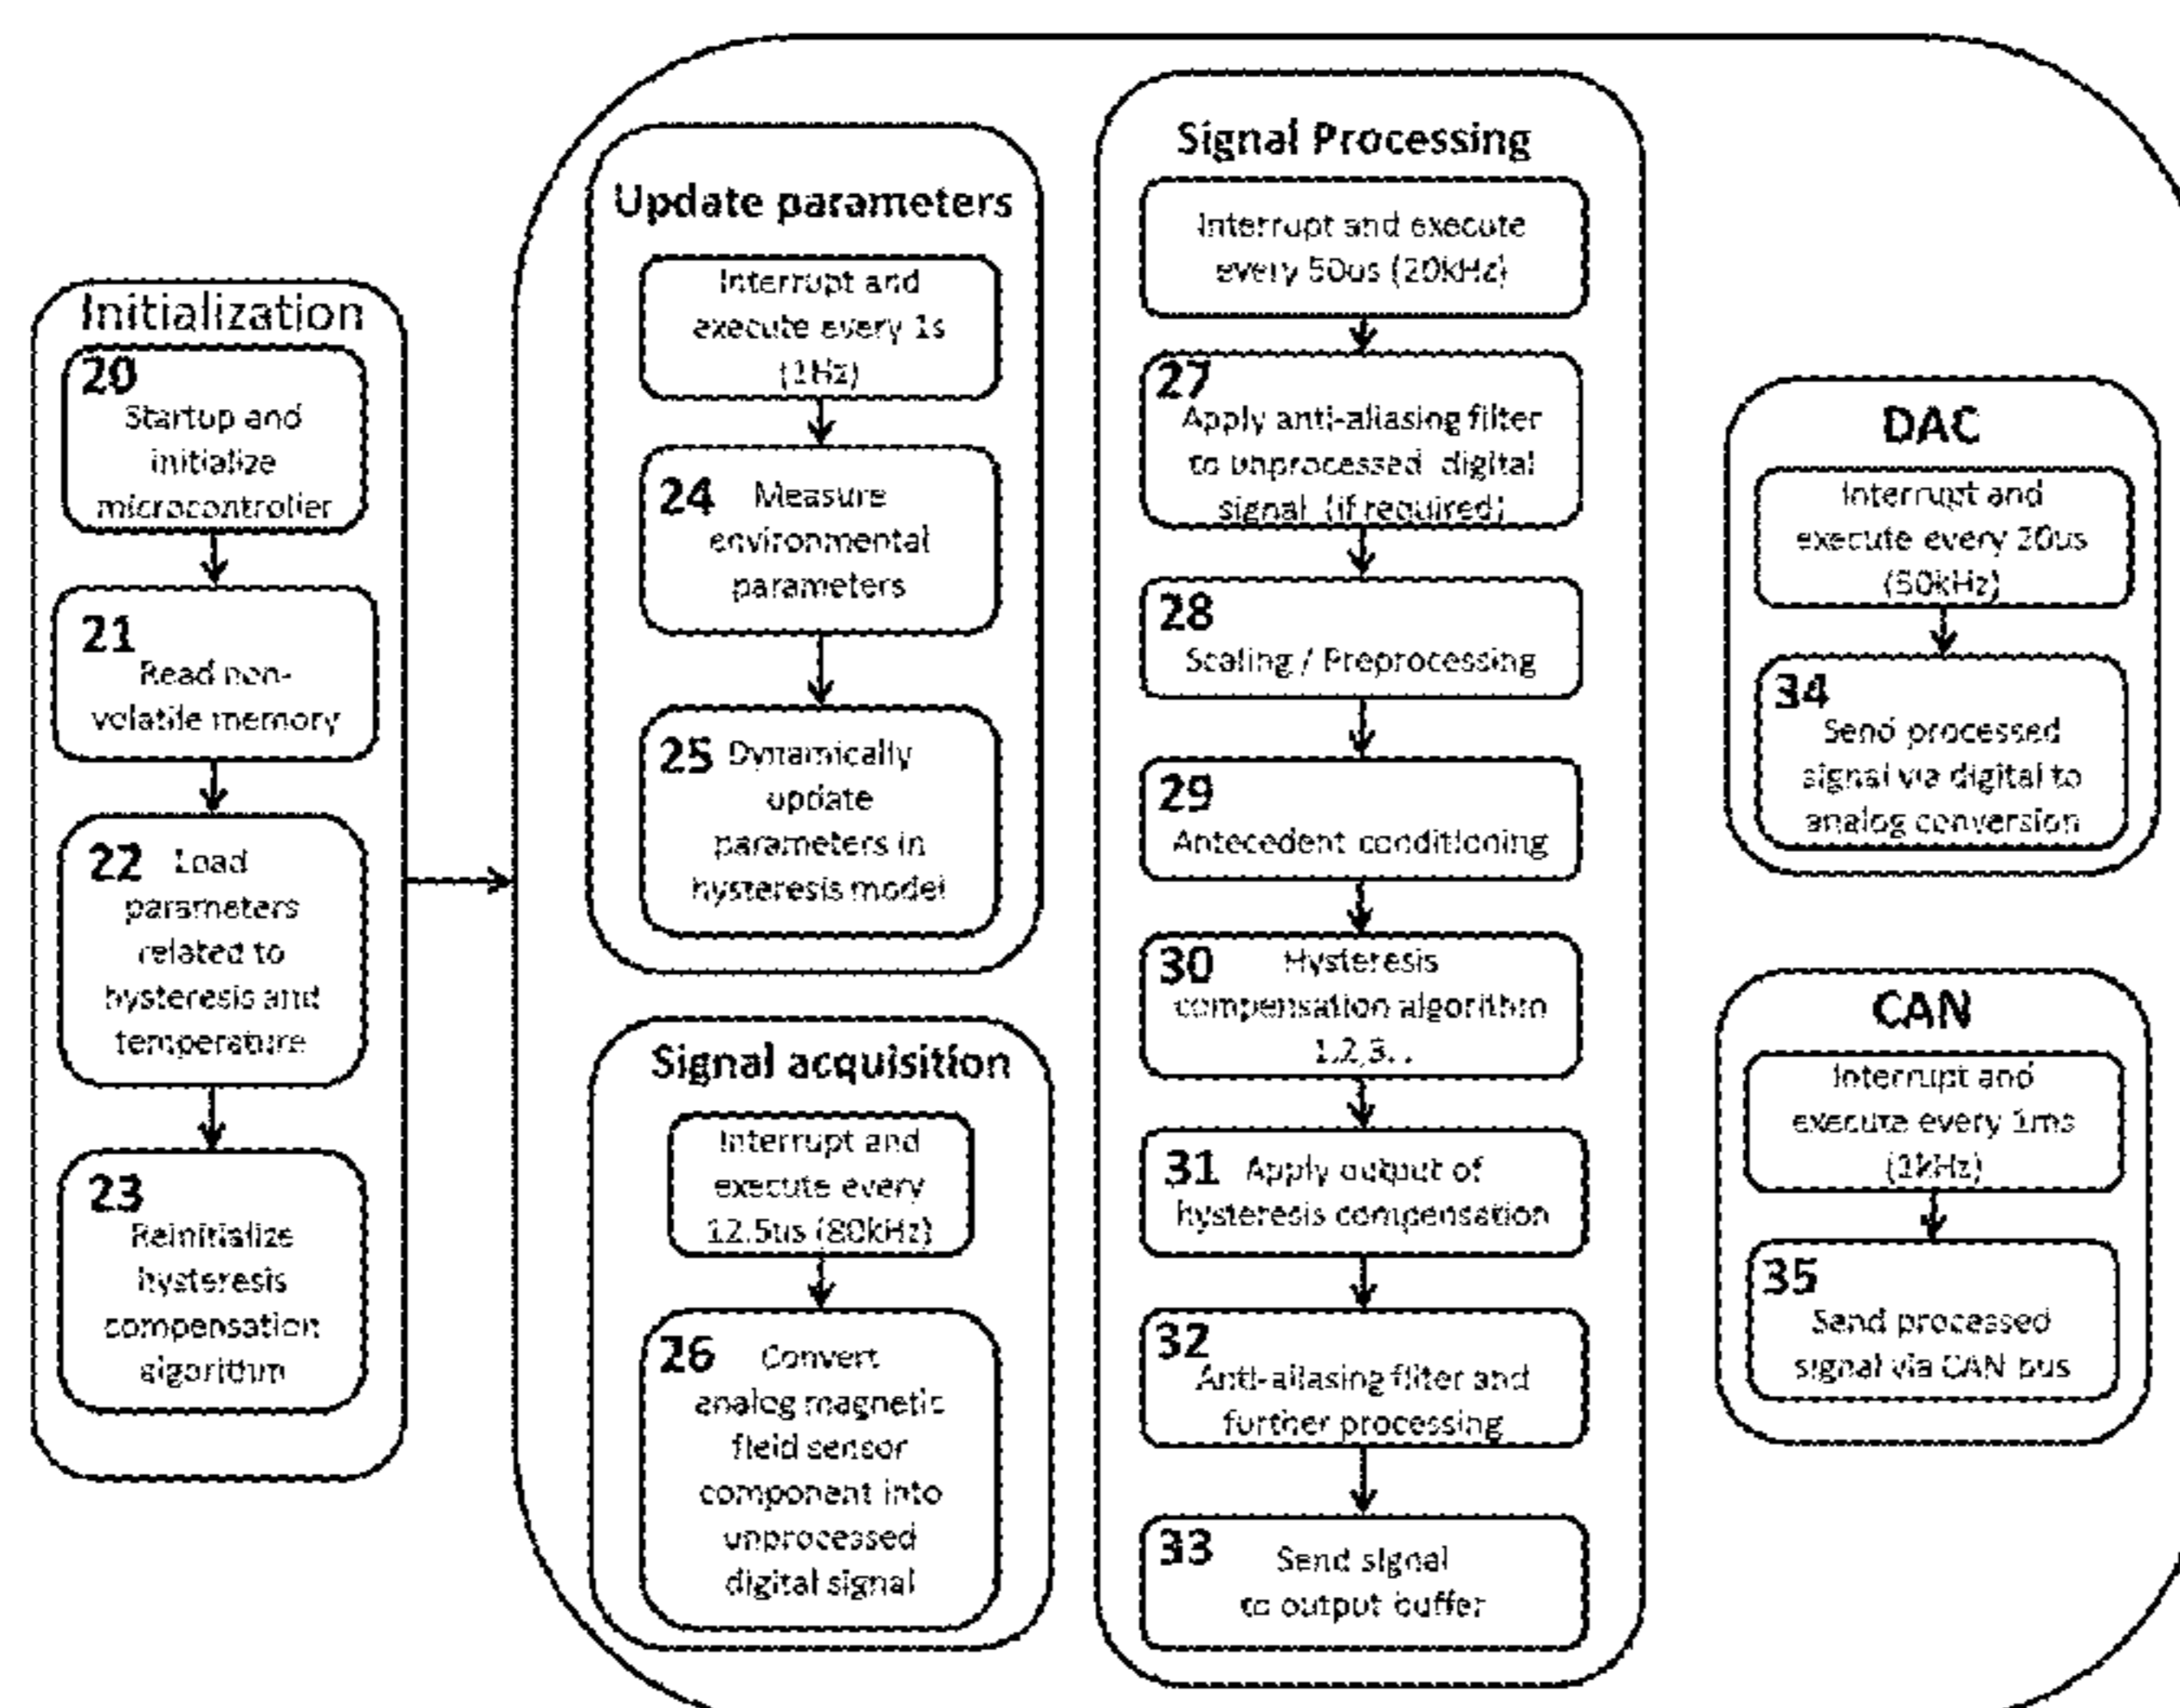 Initialization
20
Startup and
initialize
microcontroller
21
Read non-
volatile memory
22 Load
parameters
related to
hysteresis and
temperature
23
Reinitialize
hysteresis
compensation
algorithm
Update parameters
Interrupt and
execute every 1s
(1Hz)
24 Measure
environmental
parameters
25 Dynamically
update
parameters in
hysteresis model
Signal acquisition
Interrupt and
execute every
12.5us (80kHz)
26 Convert
analog magnetic
field sensor
component into
unprocessed
digital signal
Signal Processing
Interrupt and execute
every 50us (20kHz)
27
Apply anti-aliasing filter
to unprocessed digital
signal (if required)
28
Scaling / Preprocessing
29
Antecedent conditioning
30 Hysteresis
compensation algorithm
1,2,3..
31 Apply output of
hysteresis compensation
32
Anti-aliasing filter and
further processing
33 Send signal
to output buffer
DAC
Interrupt and
execute every 20us
(50kHz)
34
Send processed
signal via digital to
analog conversion
CAN
Interrupt and
execute every 1ms
(1kHz)
35
Send processed
signal via CAN bus